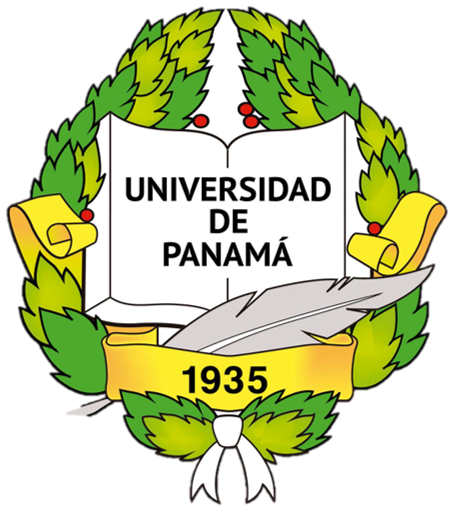 UNIVERSIDAD
DE
PANAMÁ
1935